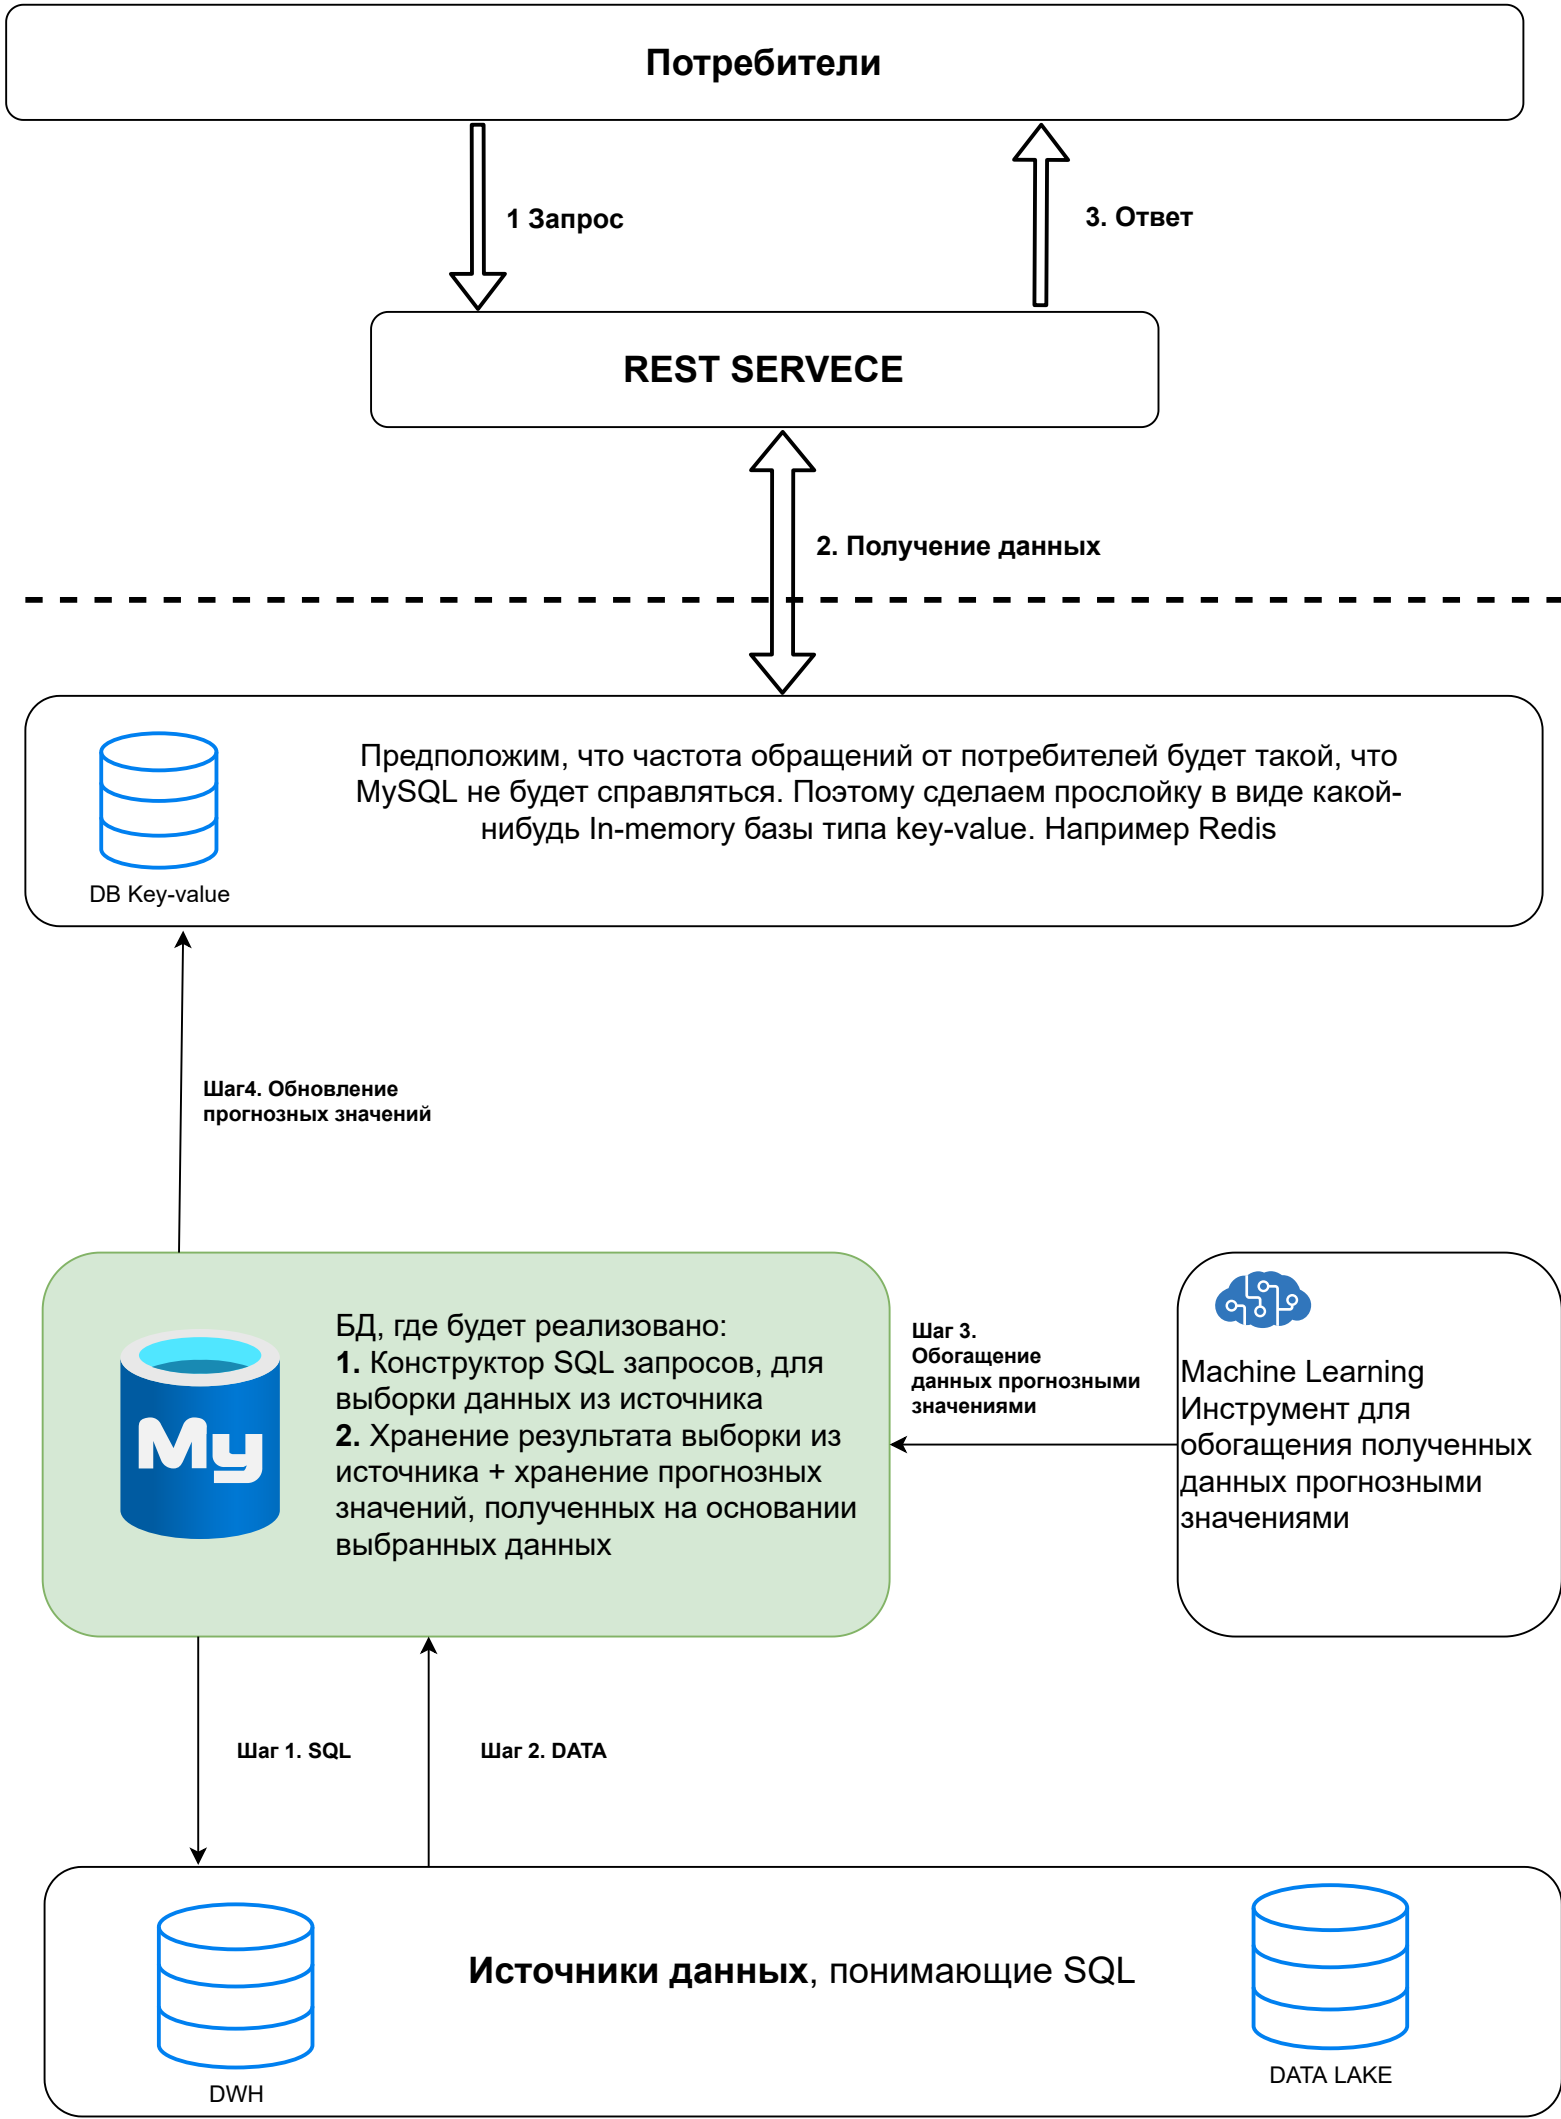 Потребители
1 Запрос
3. Ответ
REST SERVECE
2. Получение данных
Предположим, что частота обращений от потребителей будет такой, что
MySQL не будет справляться. Поэтому сделаем прослойку в виде какой-
нибудь In-memory базы типа key-value. Например Redis
DB Key-value
Шаг4. Обновление
прогнозных значений
My
БД, где будет реализовано:
1. Конструктор SQL запросов, для
выборки данных из источника
2. Хранение результата выборки из
источника + хранение прогнозных
значений, полученных на основании
выбранных данных
Шаг 3.
Обогащение
данных прогнозными
значениями
Machine Learning
Инструмент для
обогащения полученных
данных прогнозными
значениями
Шаг 1. SQL
Шаг 2. DATA
Источники данных, понимающие SQL
DWH
DATA LAKE